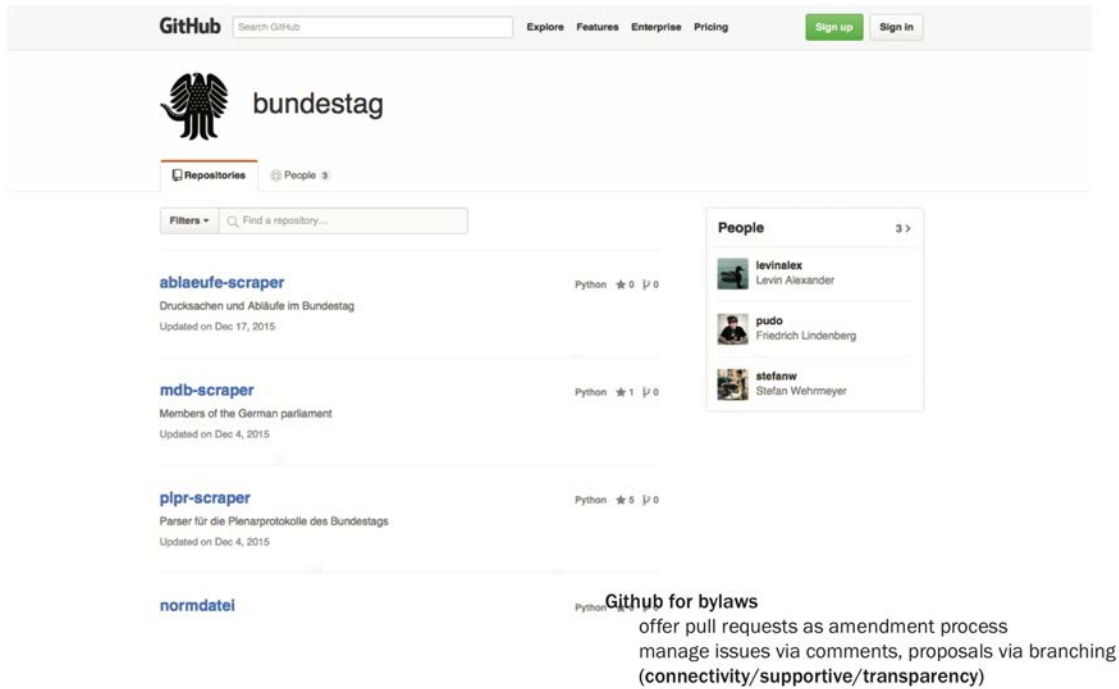 GitHub
Search GitHub
Explore Features Enterprise Pricing
Sign up
Sign in
bundestag
Repositories
People 3
Filters
Find a repository...
ablaeufe-scraper
Python 0 0
Drucksachen und Abläufe im Bundestag
Updated on Dec 17, 2015
mdb-scraper
Python 1 0
Members of the German parliament
Updated on Dec 4, 2015
plpr-scraper
Python 5 0
Parser für die Plenarprotokolle des Bundestags
Updated on Dec 4, 2015
normdatei
Python
People 3 >
levinalex
Levin Alexander
pudo
Friedrich Lindenberg
stefanw
Stefan Wehrmeyer
Github for bylaws
offer pull requests as amendment process
manage issues via comments, proposals via branching
(connectivity/supportive/transparency)